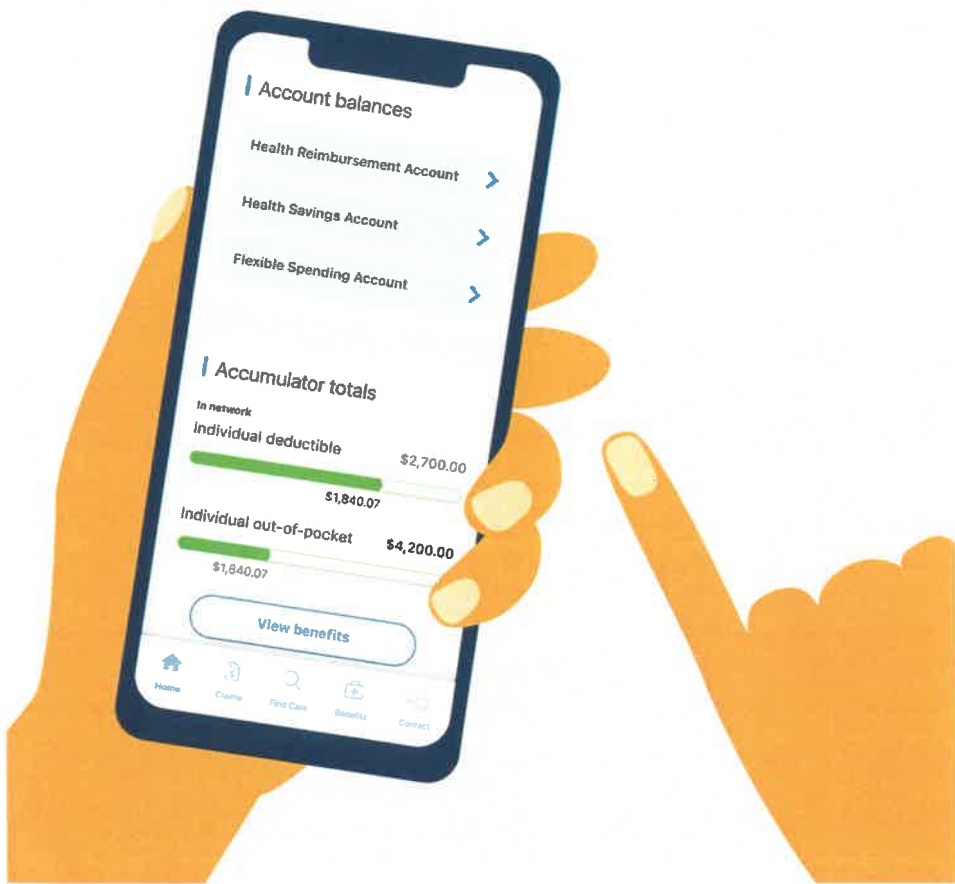 Account balances
Health Reimbursement Account
Health Savings Account
Flexible Spending Account
Accumulator totals
In network
Individual deductible
$2,700.00
$1,840.07
Individual out-of-pocket
$4,200.00
$1,840.07
View benefits
Home
Claims
Find Care
Benefits
Contact